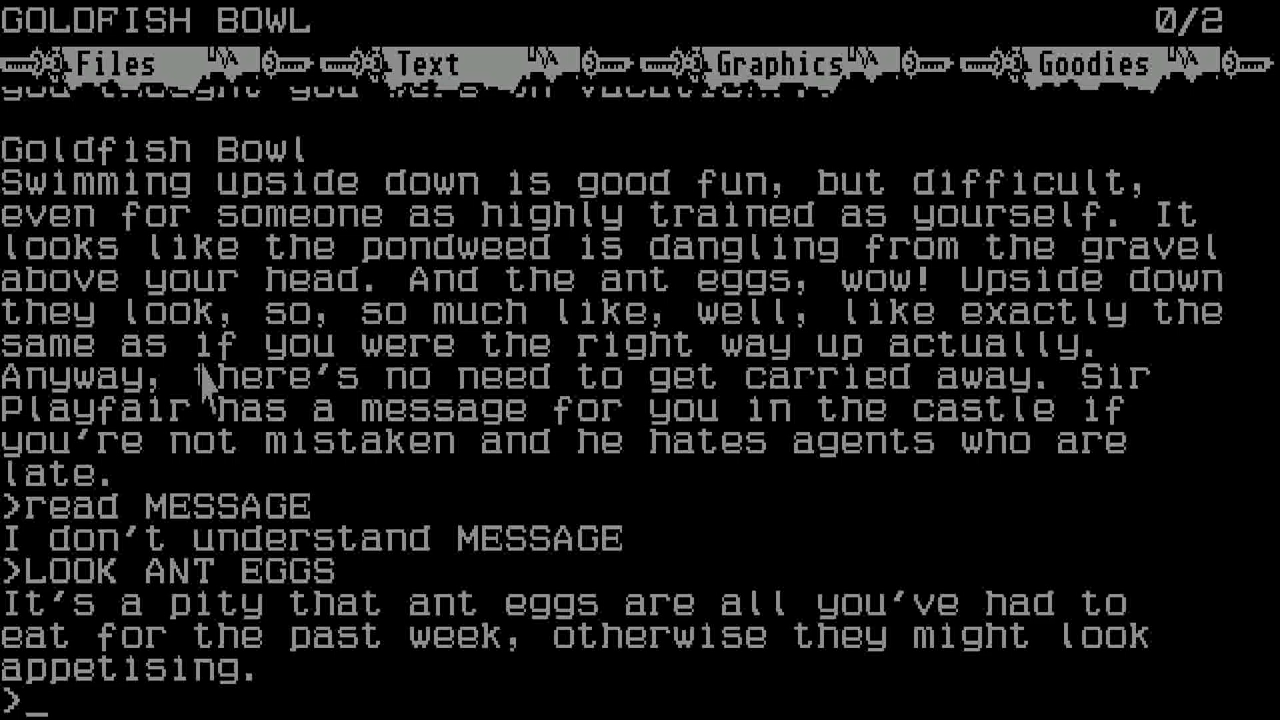 GOLDFISH BOWL 0/2
Files Text Graphics Goodies
you thought you were on vacation...
Goldfish Bowl
Swimming upside down is good fun, but difficult,
even for someone as highly trained as yourself. It
looks like the pondweed is dangling from the gravel
above your head. And the ant eggs, wow! Upside down
they look, so, so much like, well, like exactly the
same as if you were the right way up actually.
Anyway, there's no need to get carried away. Sir
Playfair has a message for you in the castle if
you're not mistaken and he hates agents who are
late.
>read MESSAGE
I don't understand MESSAGE
>LOOK ANT EGGS
It's a pity that ant eggs are all you've had to
eat for the past week, otherwise they might look
appetising.
>_